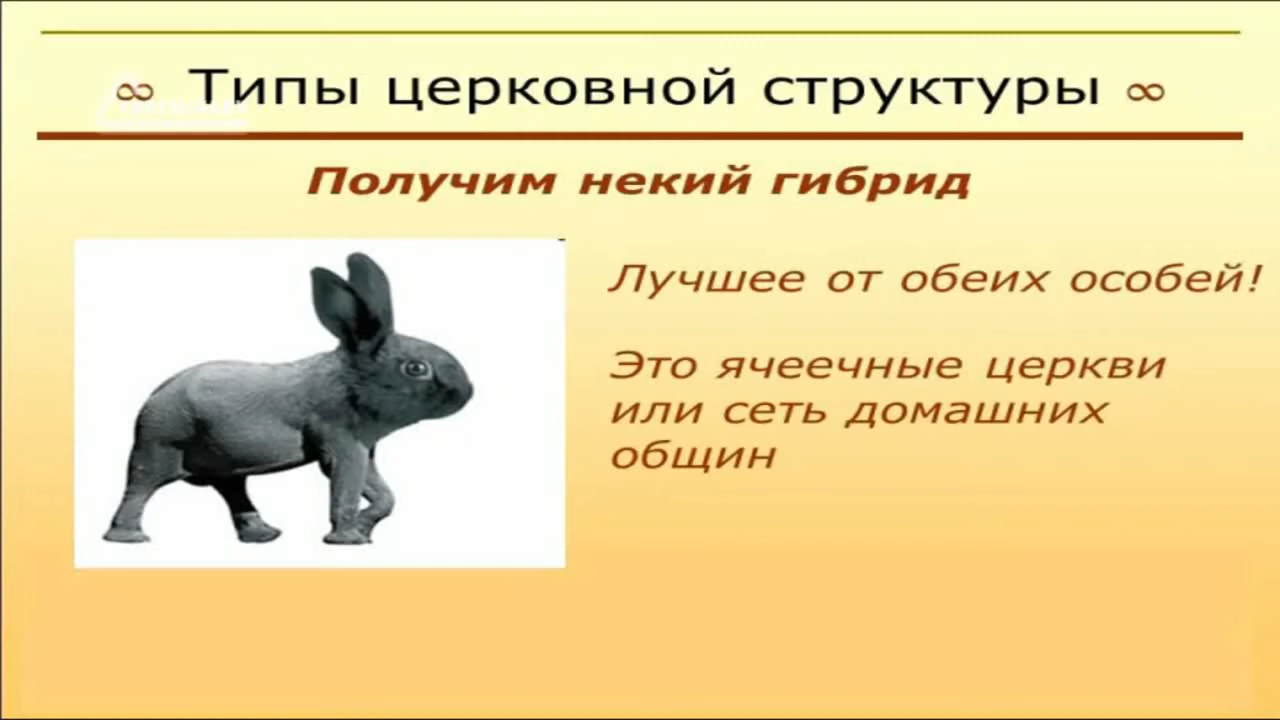 ∞ Типы церковной структуры ∞
Получим некий гибрид
Лучшее от обеих особей!
Это ячеечные церкви
или сеть домашних
общин